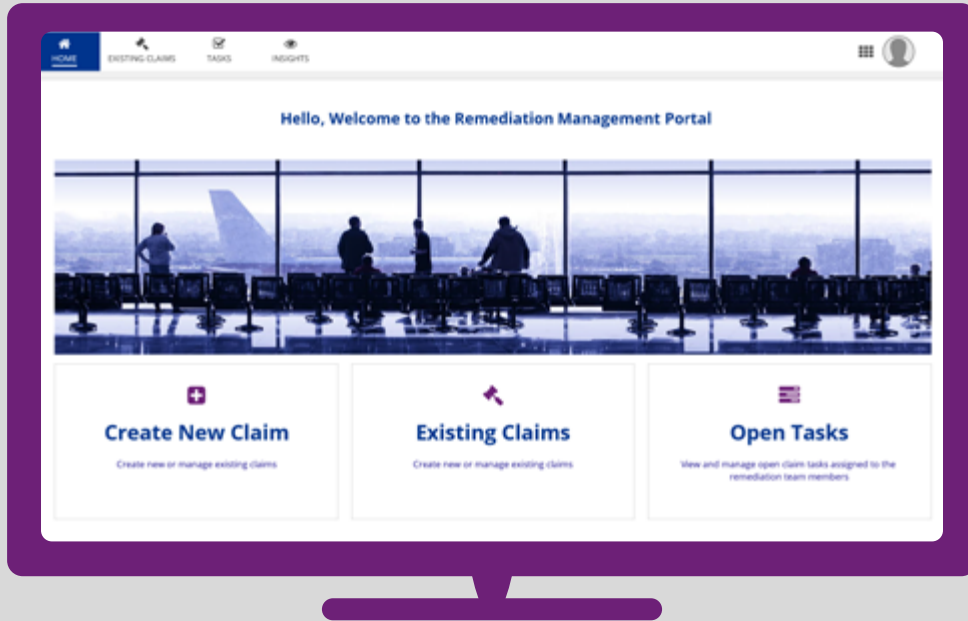 HOME
EXISTING CLAIMS
TASKS
INSIGHTS
Hello, Welcome to the Remediation Management Portal
Create New Claim
Create new or manage existing claims
Existing Claims
Create new or manage existing claims
Open Tasks
View and manage open claim tasks assigned to the
remediation team members